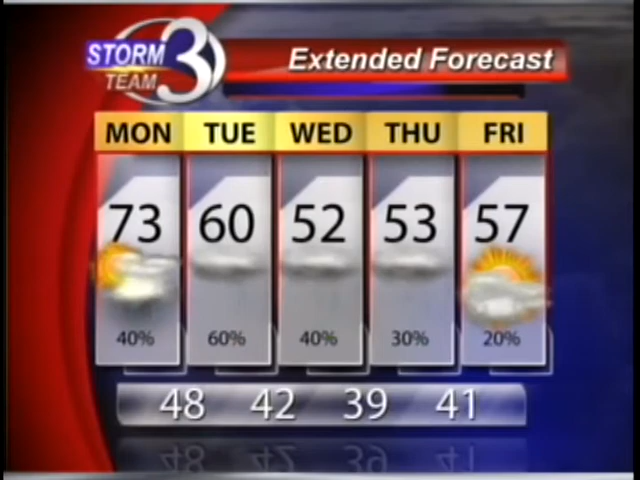 STORM 3
TEAM
Extended Forecast
MON TUE WED THU FRI
73 60 52 53 57
40% 60% 40% 30% 20%
48 42 39 41